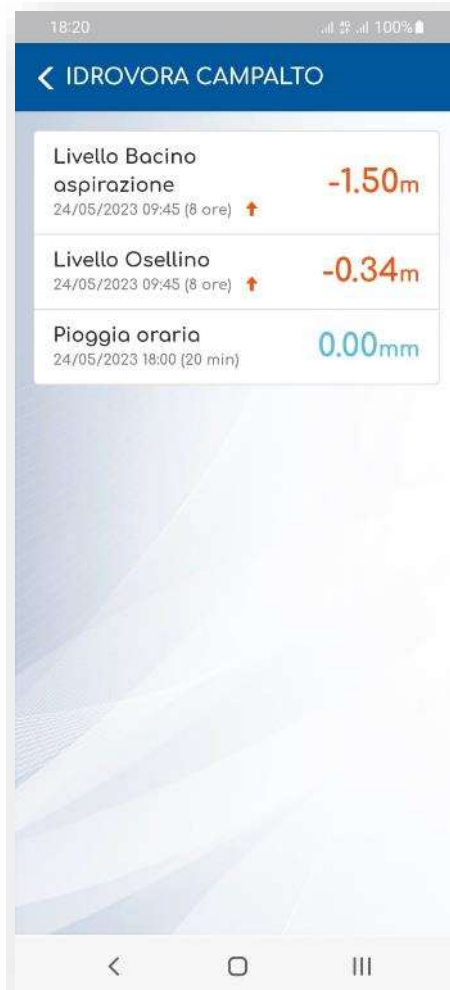 18:20 4G 100%
IDROVORA CAMPALTO
Livello Bacino
aspirazione
-1.50m
24/05/2023 09:45 (8 ore)
Livello Osellino
-0.34m
24/05/2023 09:45 (8 ore)
Pioggia oraria
0.00mm
24/05/2023 18:00 (20 min)